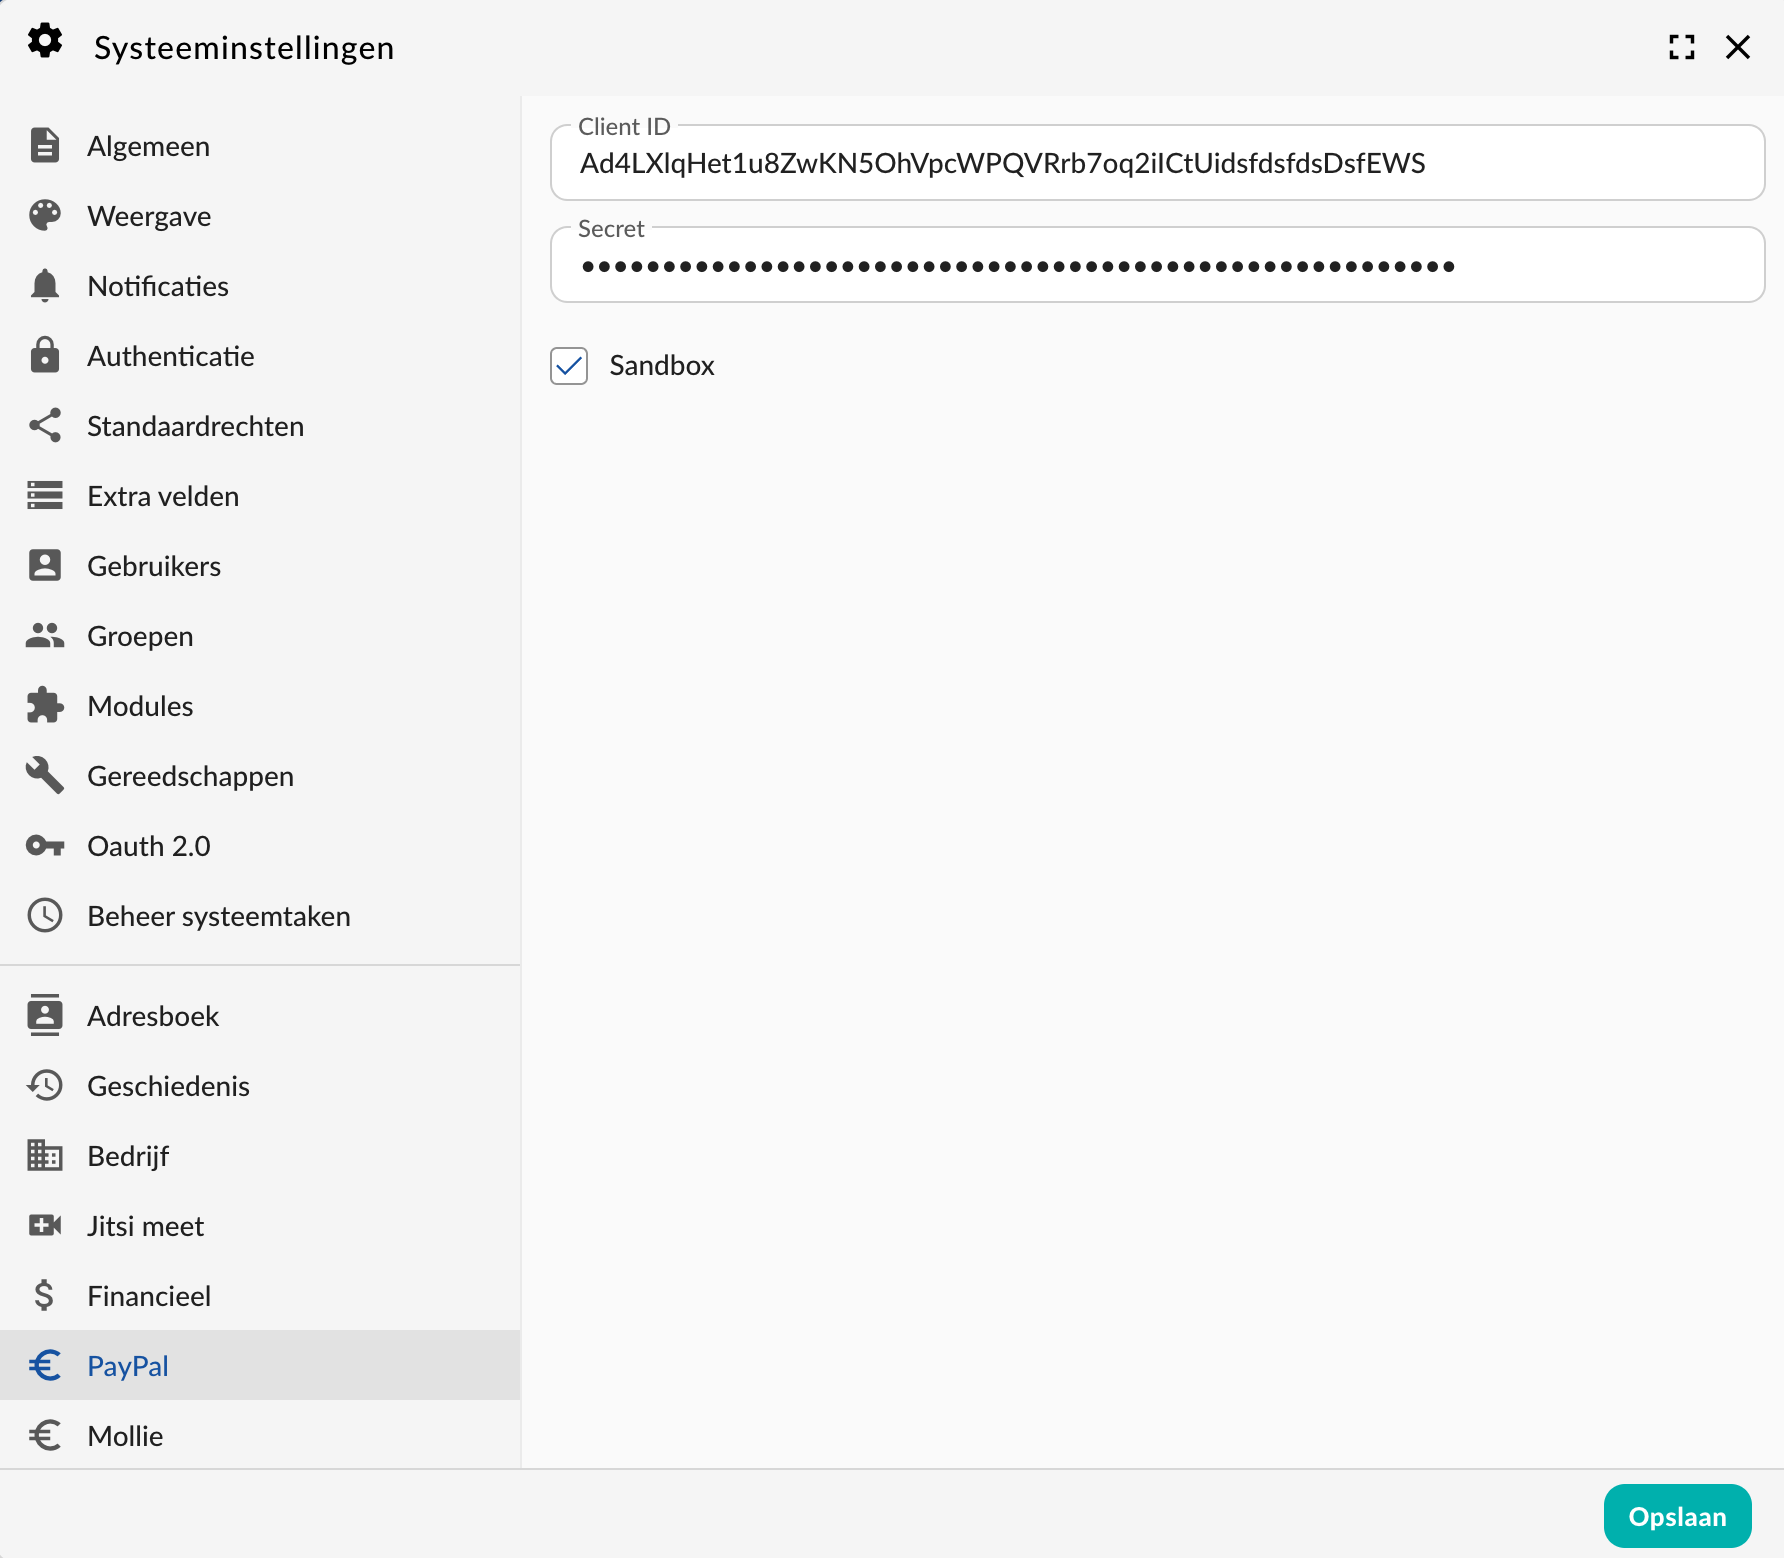 Systeeminstellingen
Algemeen
Weergave
Notificaties
Authenticatie
Standaardrechten
Extra velden
Gebruikers
Groepen
Modules
Gereedschappen
Oauth 2.0
Beheer systeemtaken
Adresboek
Geschiedenis
Bedrijf
Jitsi meet
Financieel
PayPal
Mollie
Client ID
Ad4LXlqHet1u8ZwKN5OhVpcWPQVRrb7oq2iICtUidsfdsfdsDsfEWS
Secret
••••••••••••••••••••••••••••••••••••••••••••••••••••••
Sandbox
Opslaan